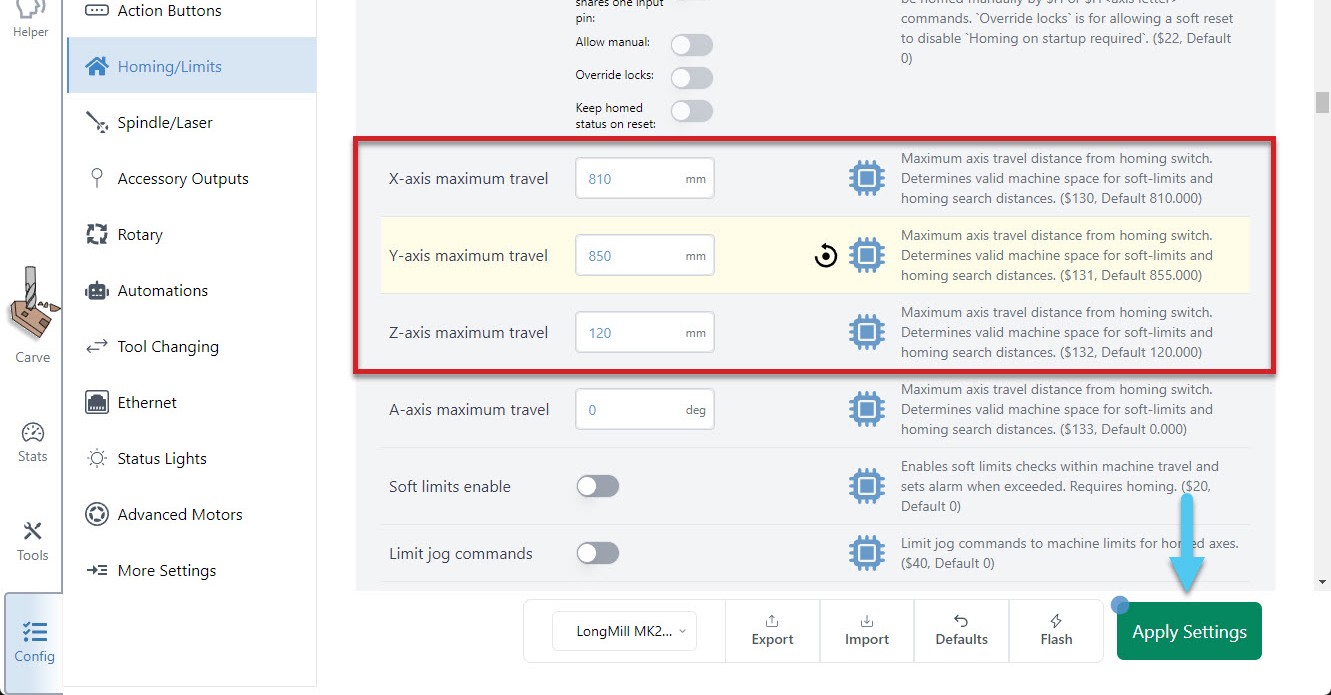 Helper
Carve
Stats
Tools
Config
Action Buttons
Homing/Limits
Spindle/Laser
Accessory Outputs
Rotary
Automations
Tool Changing
Ethernet
Status Lights
Advanced Motors
More Settings
shares one input
pin:
Allow manual:
Override locks:
Keep homed
status on reset:
commands. `Override locks` is for allowing a soft reset
to disable `Homing on startup required`. ($22, Default
0)
X-axis maximum travel
810 mm
Maximum axis travel distance from homing switch.
Determines valid machine space for soft-limits and
homing search distances. ($130, Default 810.000)
Y-axis maximum travel
850 mm
Maximum axis travel distance from homing switch.
Determines valid machine space for soft-limits and
homing search distances. ($131, Default 855.000)
Z-axis maximum travel
120 mm
Maximum axis travel distance from homing switch.
Determines valid machine space for soft-limits and
homing search distances. ($132, Default 120.000)
A-axis maximum travel
0 deg
Maximum axis travel distance from homing switch.
Determines valid machine space for soft-limits and
homing search distances. ($133, Default 0.000)
Soft limits enable
Enables soft limits checks within machine travel and
sets alarm when exceeded. Requires homing. ($20,
Default 0)
Limit jog commands
Limit jog commands to machine limits for homed axes.
($40, Default 0)
LongMill MK2...
Export
Import
Defaults
Flash
Apply Settings